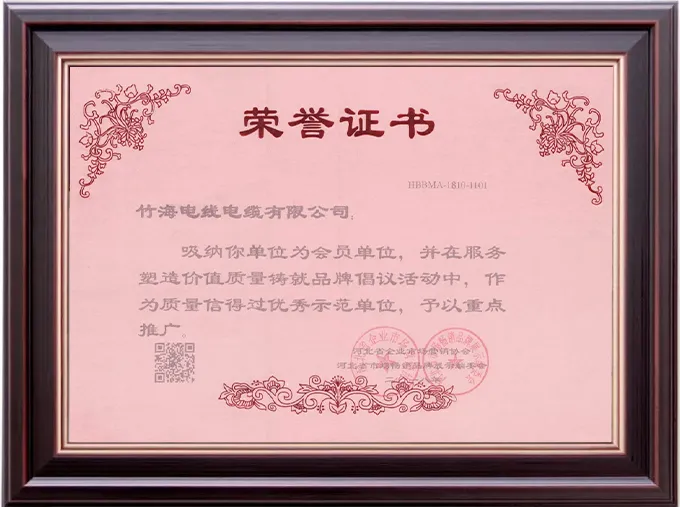 荣誉证书
HBBMA-1810-1101
竹海电线电缆有限公司：
吸纳你单位为会员单位，并在服务
塑造价值质量铸就品牌倡议活动中，作
为质量信得过优秀示范单位，予以重点
推广。
河北省企业市场营销协会